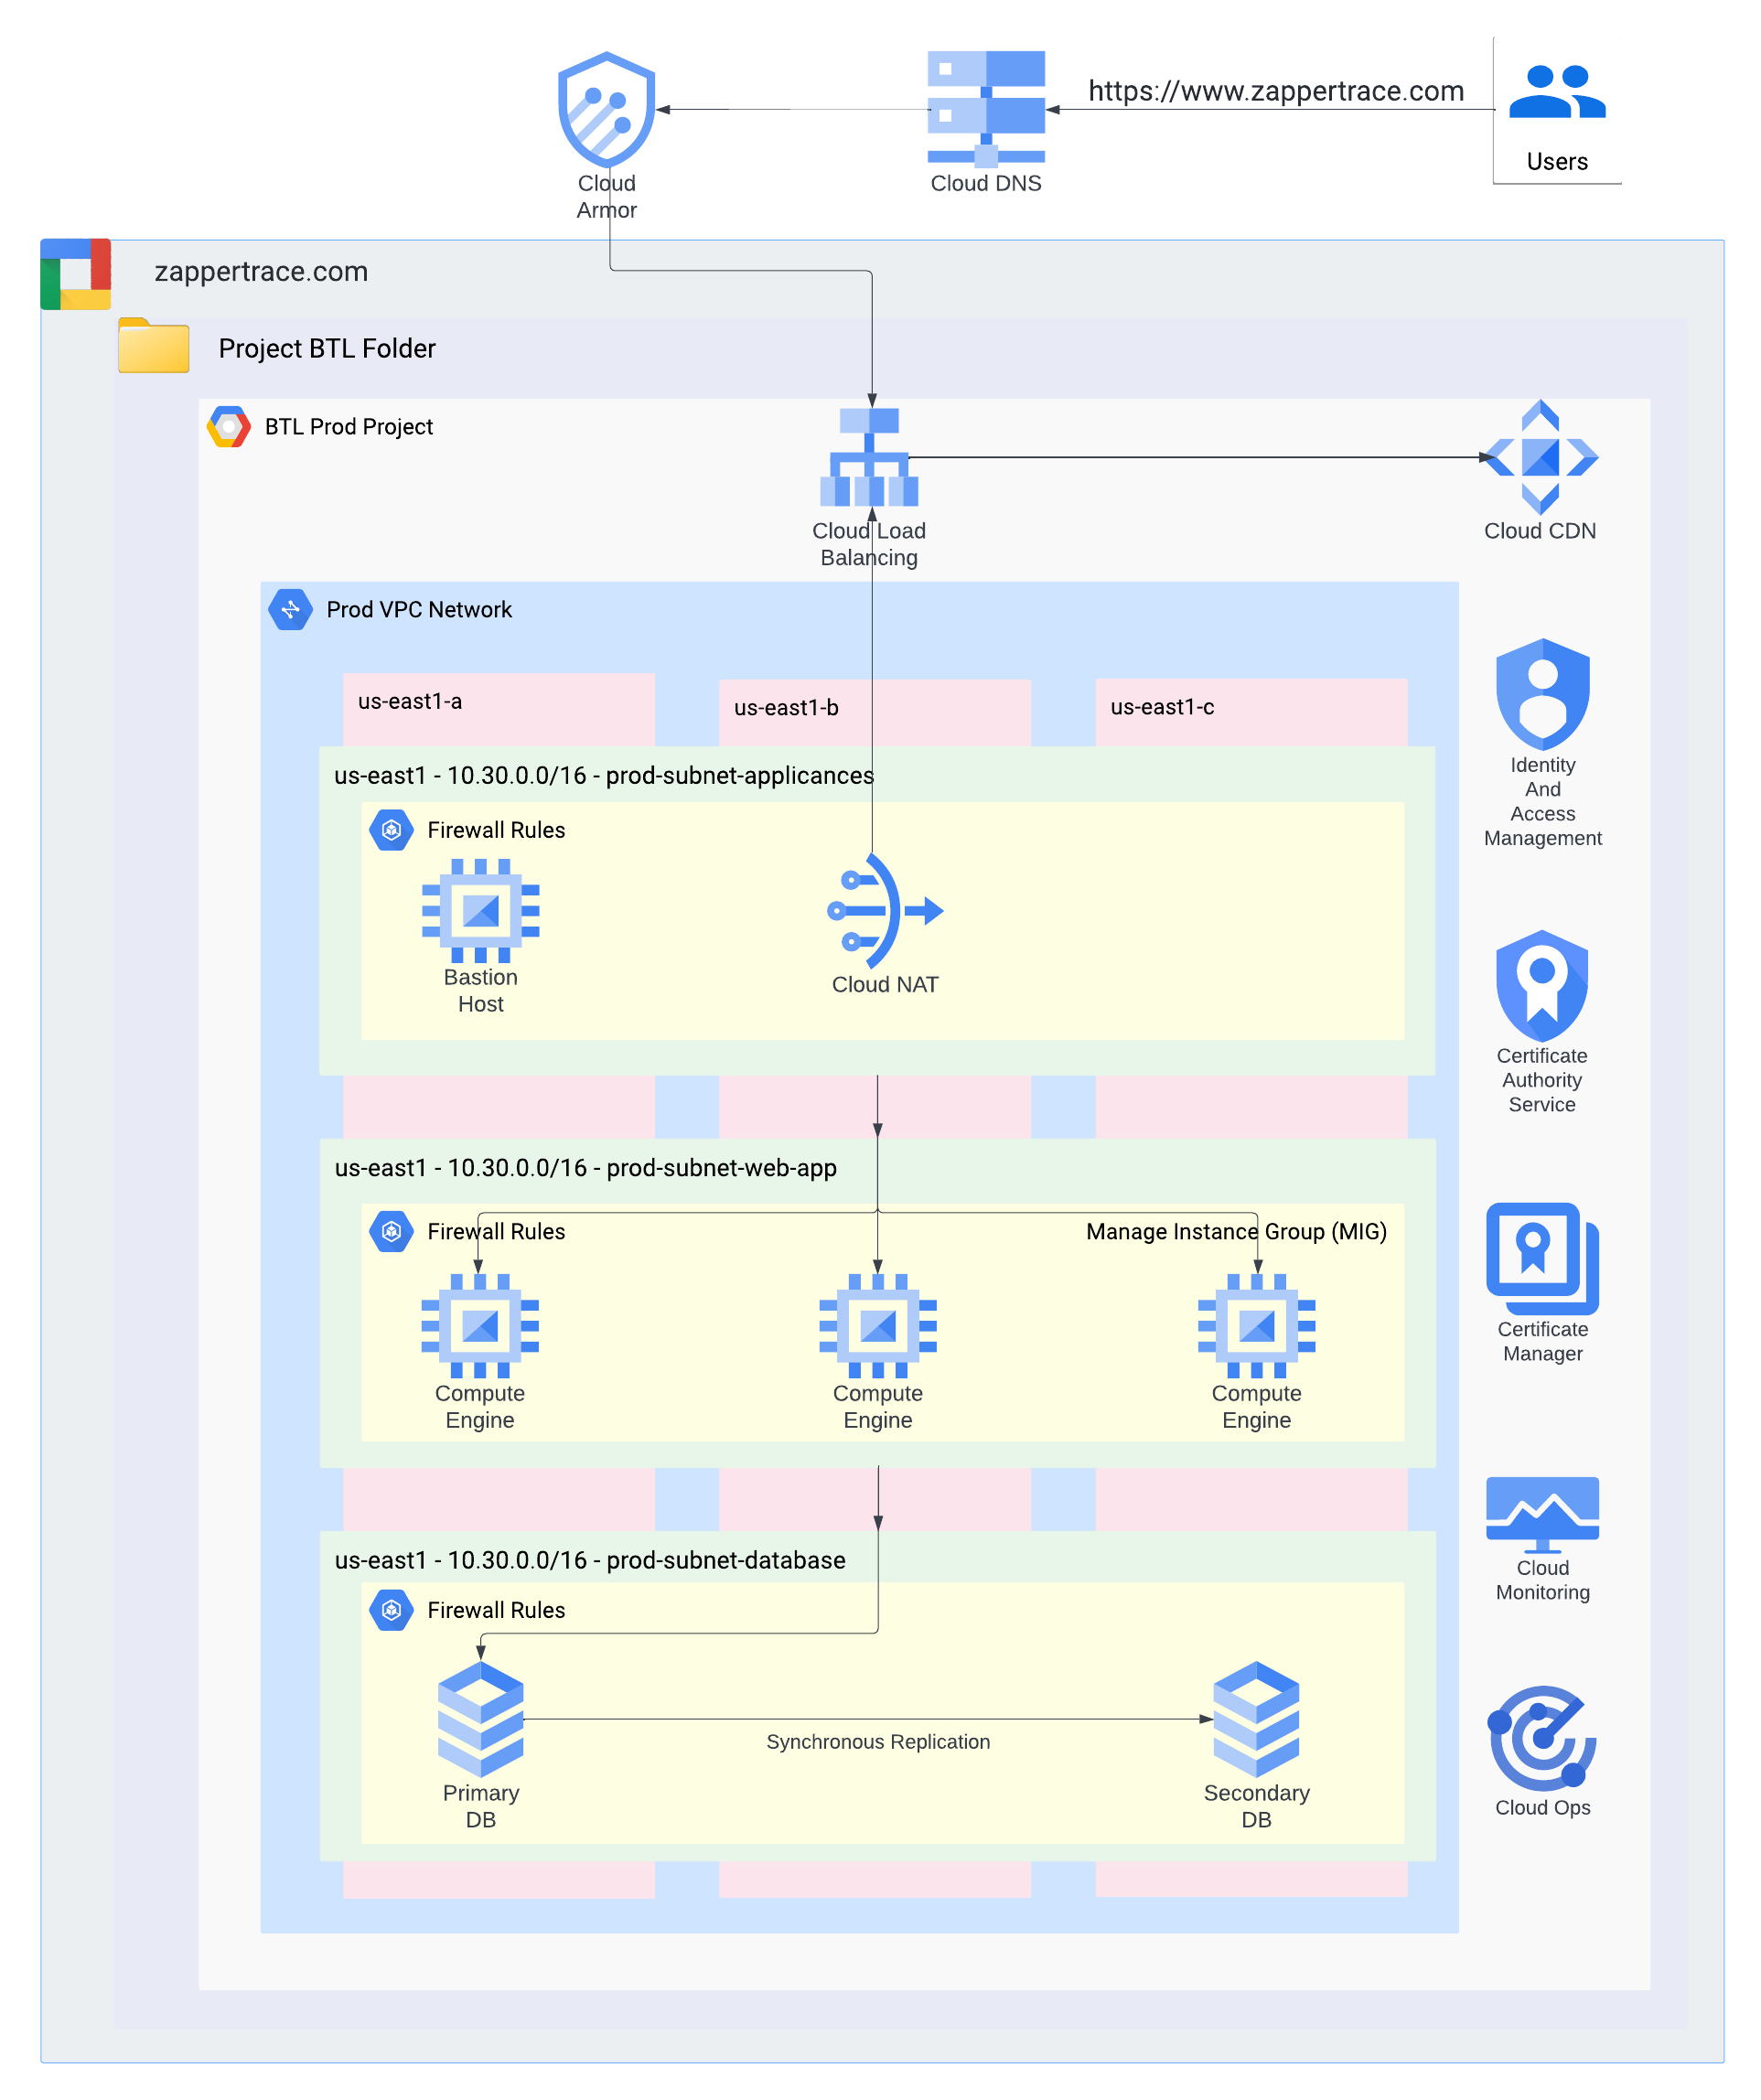 https://www.zappertrace.com
Users
Cloud DNS
Cloud
Armor
zappertrace.com
Project BTL Folder
BTL Prod Project
Cloud Load
Balancing
Cloud CDN
Prod VPC Network
us-east1-a
us-east1-b
us-east1-c
us-east1 - 10.30.0.0/16 - prod-subnet-applicances
Firewall Rules
Bastion
Host
Cloud NAT
us-east1 - 10.30.0.0/16 - prod-subnet-web-app
Firewall Rules
Manage Instance Group (MIG)
Compute
Engine
Compute
Engine
Compute
Engine
us-east1 - 10.30.0.0/16 - prod-subnet-database
Firewall Rules
Synchronous Replication
Primary
DB
Secondary
DB
Identity
And
Access
Management
Certificate
Authority
Service
Certificate
Manager
Cloud
Monitoring
Cloud Ops